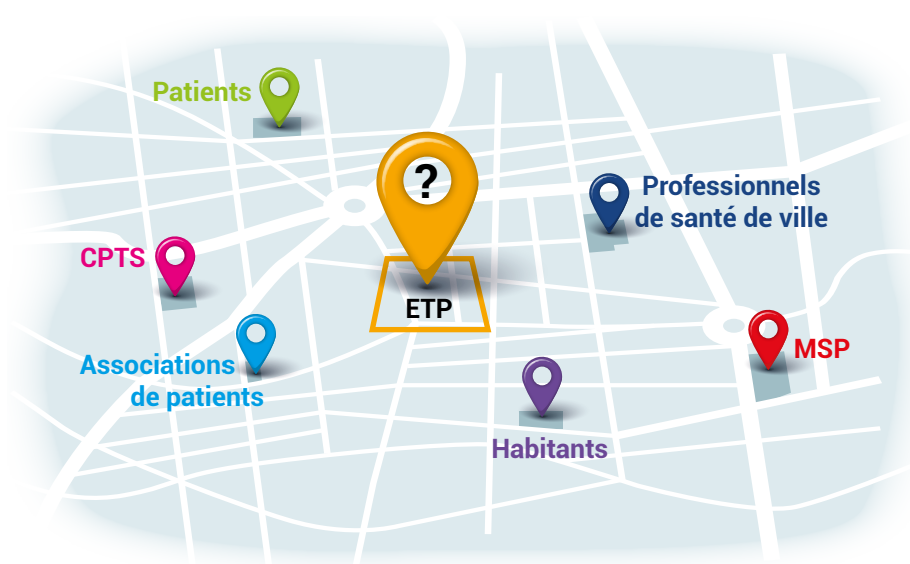 Patients
?
Professionnels
de santé de ville
CPTS
ETP
Associations
de patients
MSP
Habitants